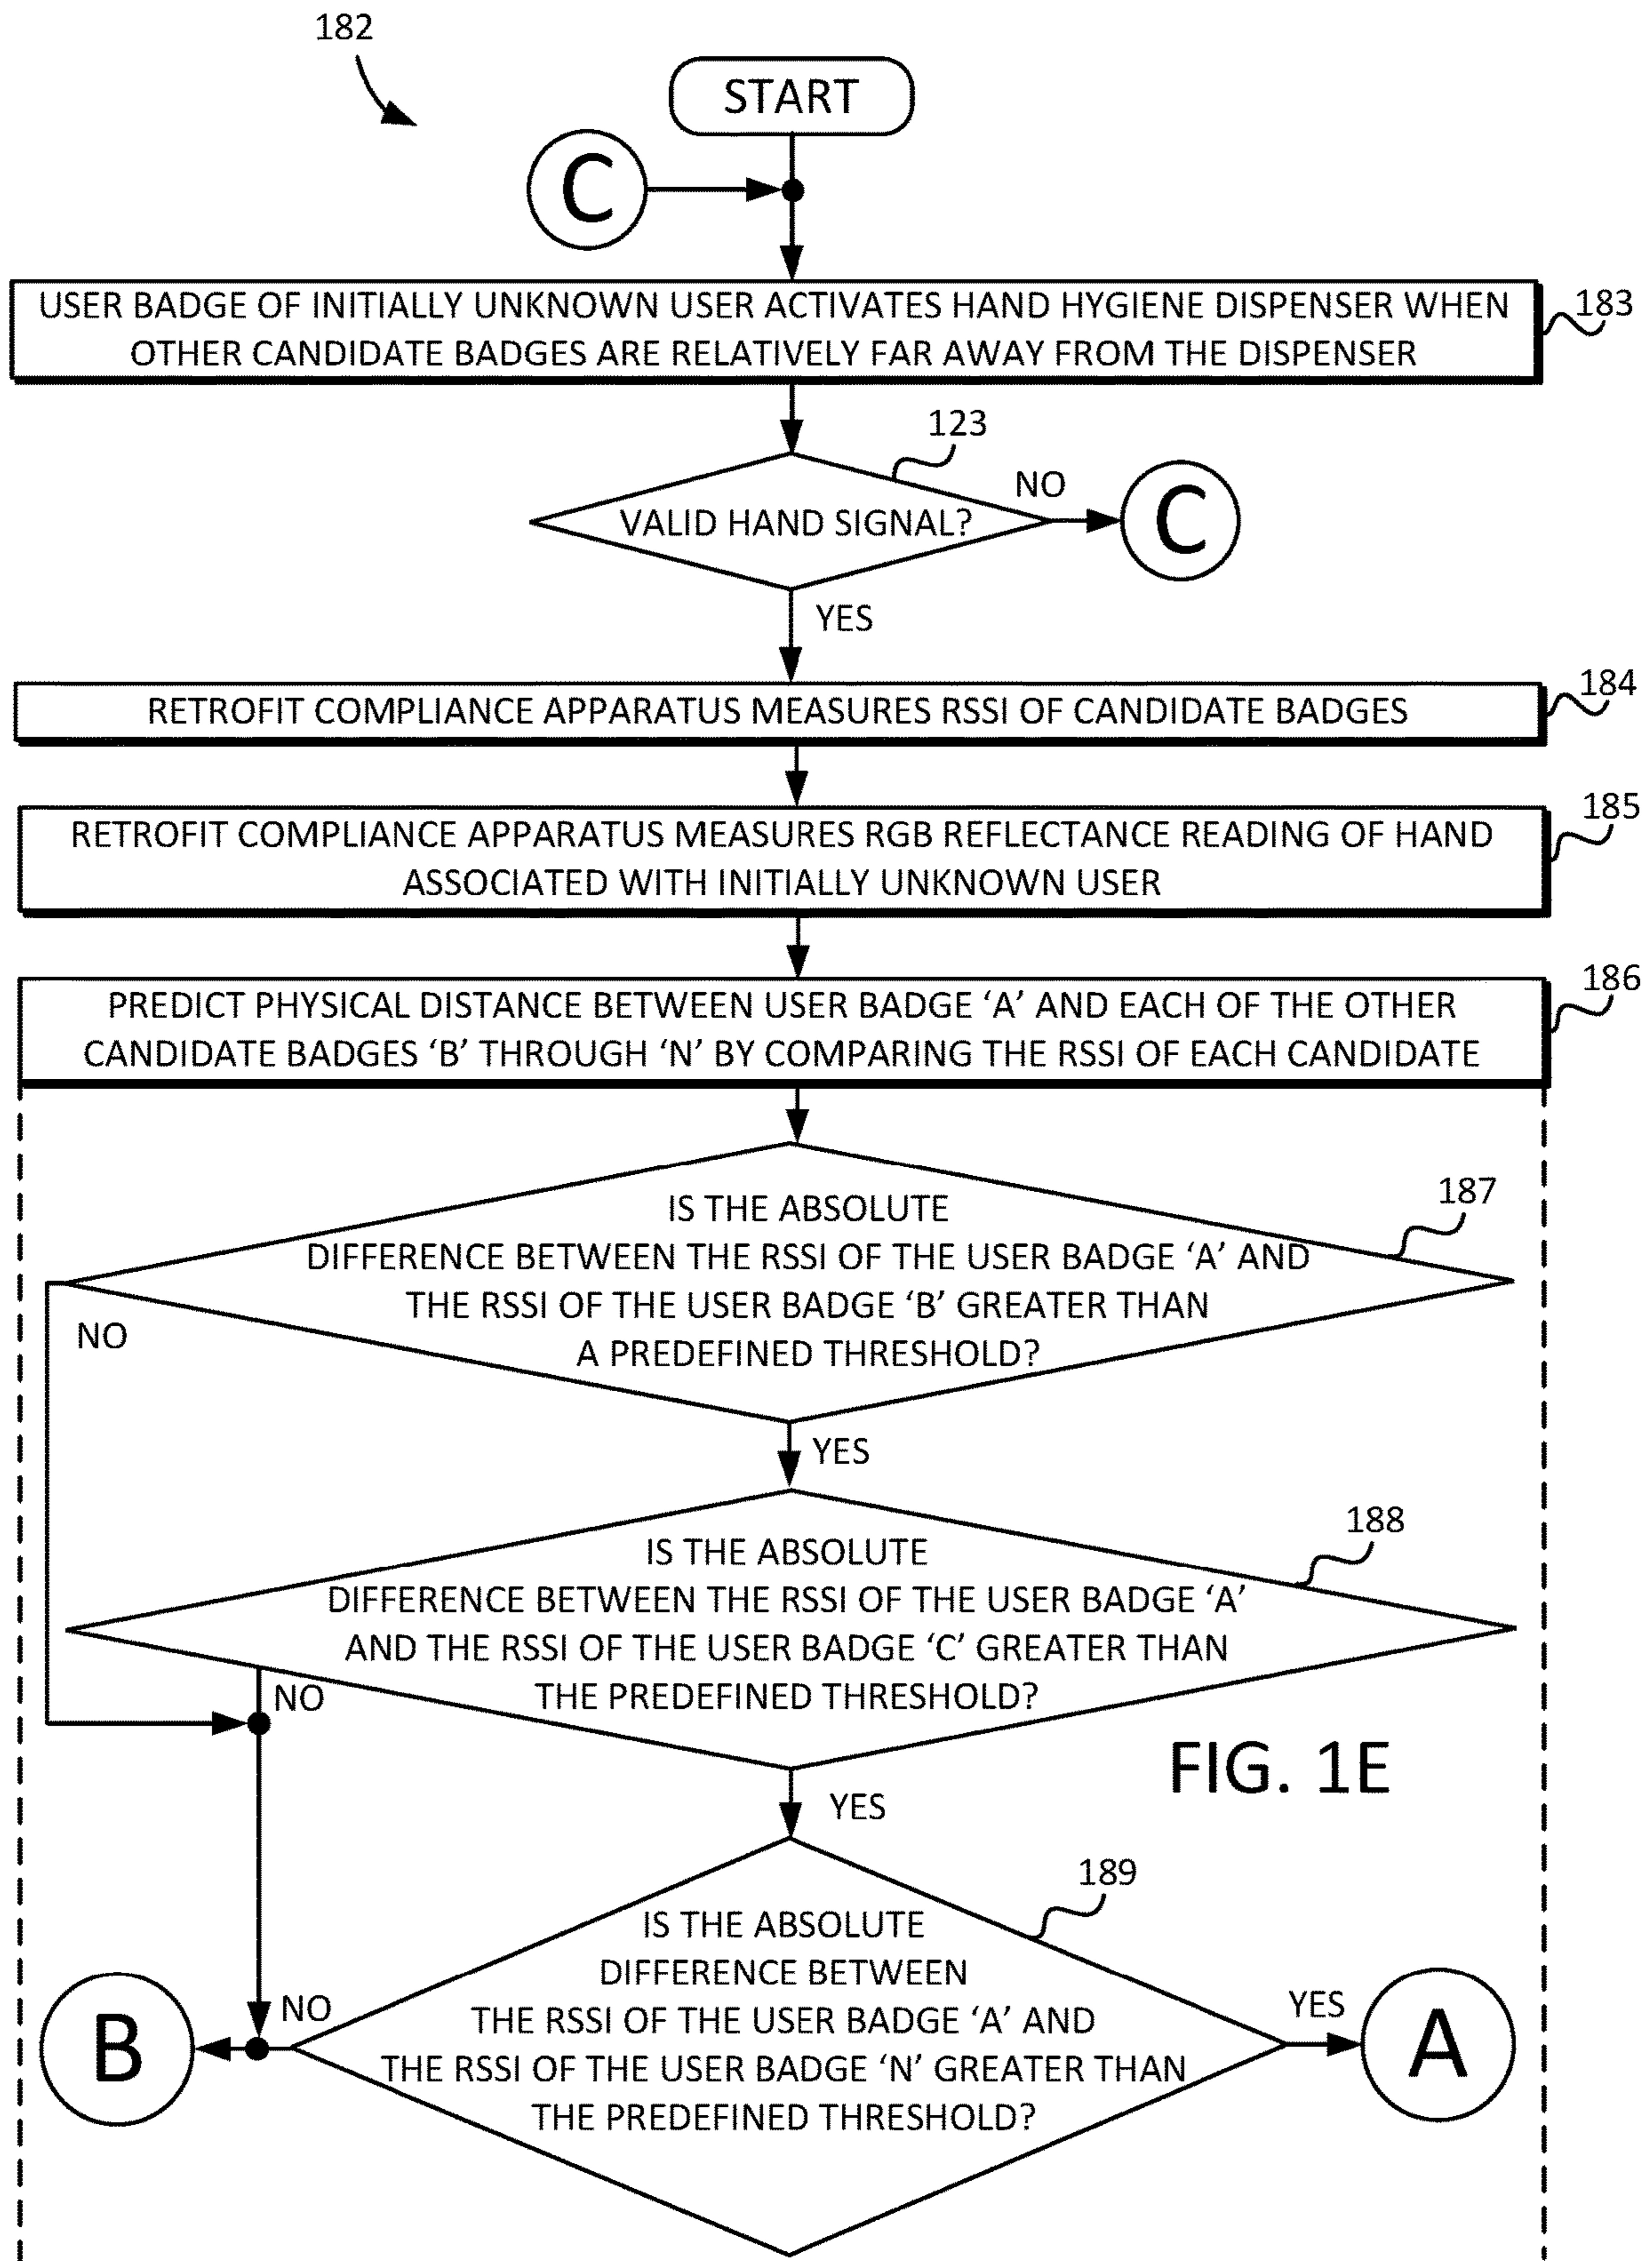 182
START
C
USER BADGE OF INITIALLY UNKNOWN USER ACTIVATES HAND HYGIENE DISPENSER WHEN
OTHER CANDIDATE BADGES ARE RELATIVELY FAR AWAY FROM THE DISPENSER
183
123
VALID HAND SIGNAL?
NO
C
YES
RETROFIT COMPLIANCE APPARATUS MEASURES RSSI OF CANDIDATE BADGES
184
RETROFIT COMPLIANCE APPARATUS MEASURES RGB REFLECTANCE READING OF HAND
ASSOCIATED WITH INITIALLY UNKNOWN USER
185
PREDICT PHYSICAL DISTANCE BETWEEN USER BADGE ‘A’ AND EACH OF THE OTHER
CANDIDATE BADGES ‘B’ THROUGH ‘N’ BY COMPARING THE RSSI OF EACH CANDIDATE
186
187
IS THE ABSOLUTE
DIFFERENCE BETWEEN THE RSSI OF THE USER BADGE ‘A’ AND
THE RSSI OF THE USER BADGE ‘B’ GREATER THAN
A PREDEFINED THRESHOLD?
NO
YES
188
IS THE ABSOLUTE
DIFFERENCE BETWEEN THE RSSI OF THE USER BADGE ‘A’
AND THE RSSI OF THE USER BADGE ‘C’ GREATER THAN
THE PREDEFINED THRESHOLD?
NO
YES
FIG. 1E
189
IS THE ABSOLUTE
DIFFERENCE BETWEEN
THE RSSI OF THE USER BADGE ‘A’ AND
THE RSSI OF THE USER BADGE ‘N’ GREATER THAN
THE PREDEFINED THRESHOLD?
NO
B
YES
A